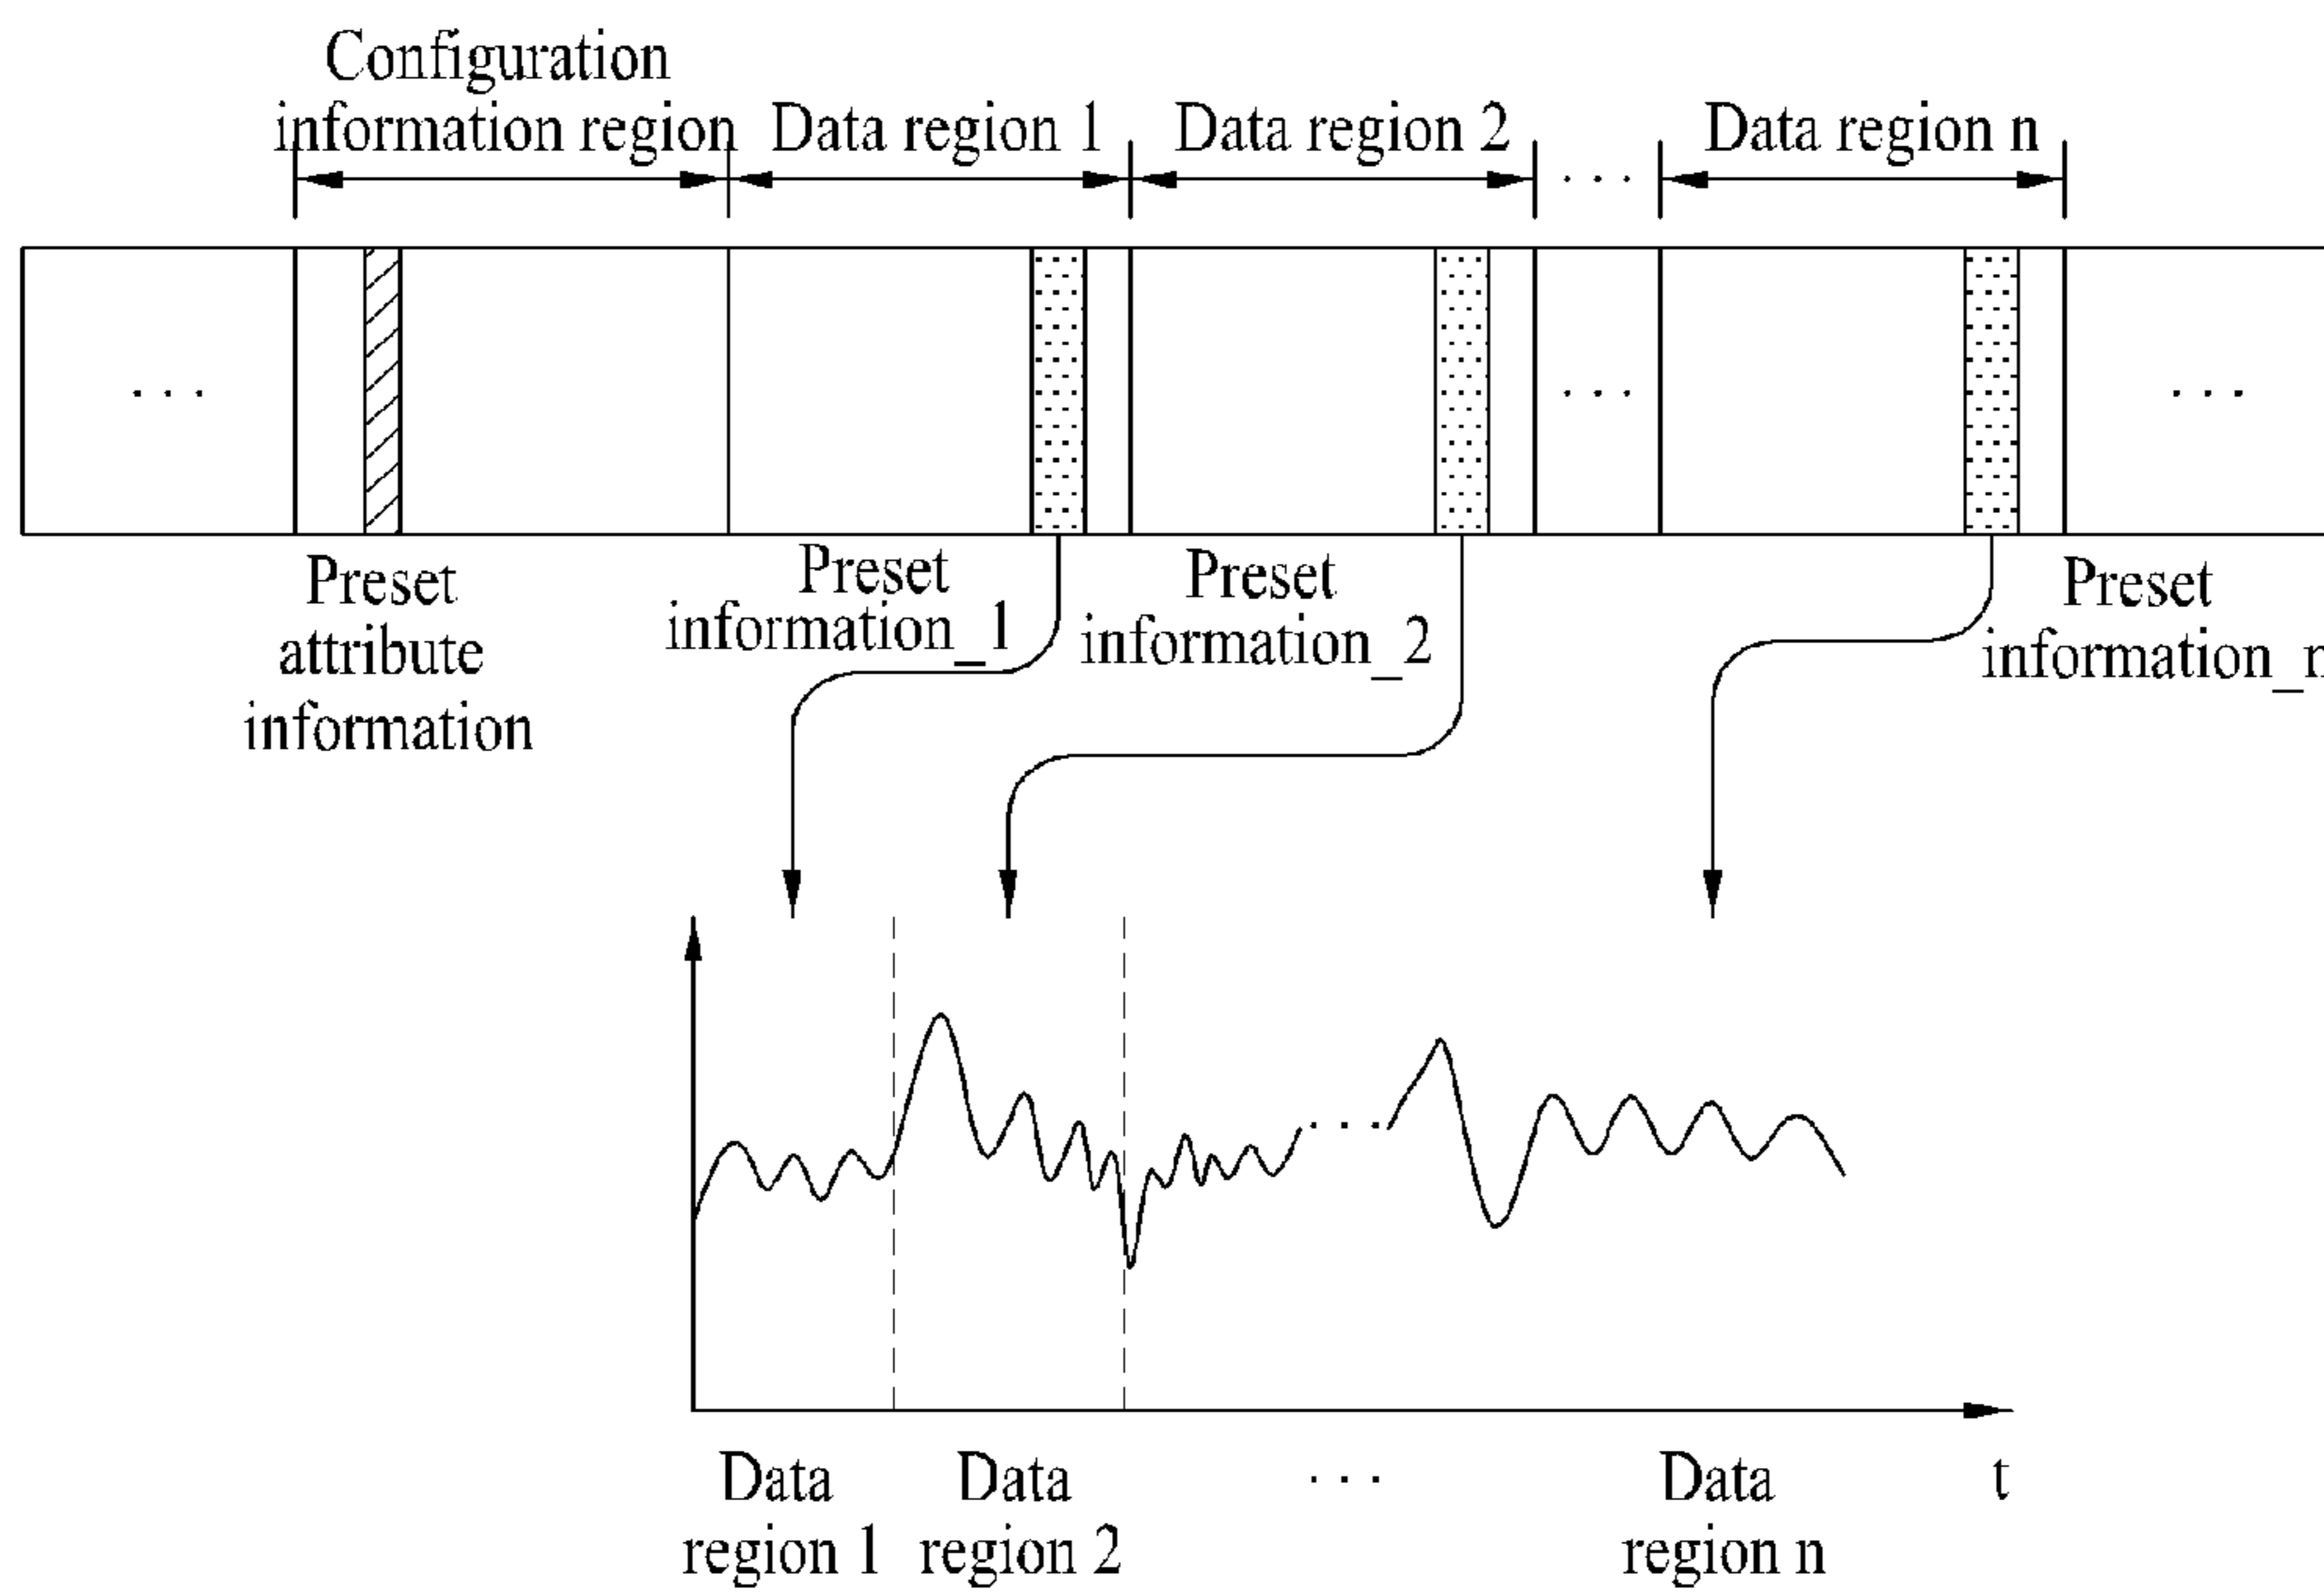 Configuration
information region
Data region 1
Data region 2
. . .
Data region n
. . .
. . .
. . .
Preset
attribute
information
Preset
information_1
Preset
information_2
Preset
information_n
. . .
Data
region 1
Data
region 2
. . .
Data
region n
t